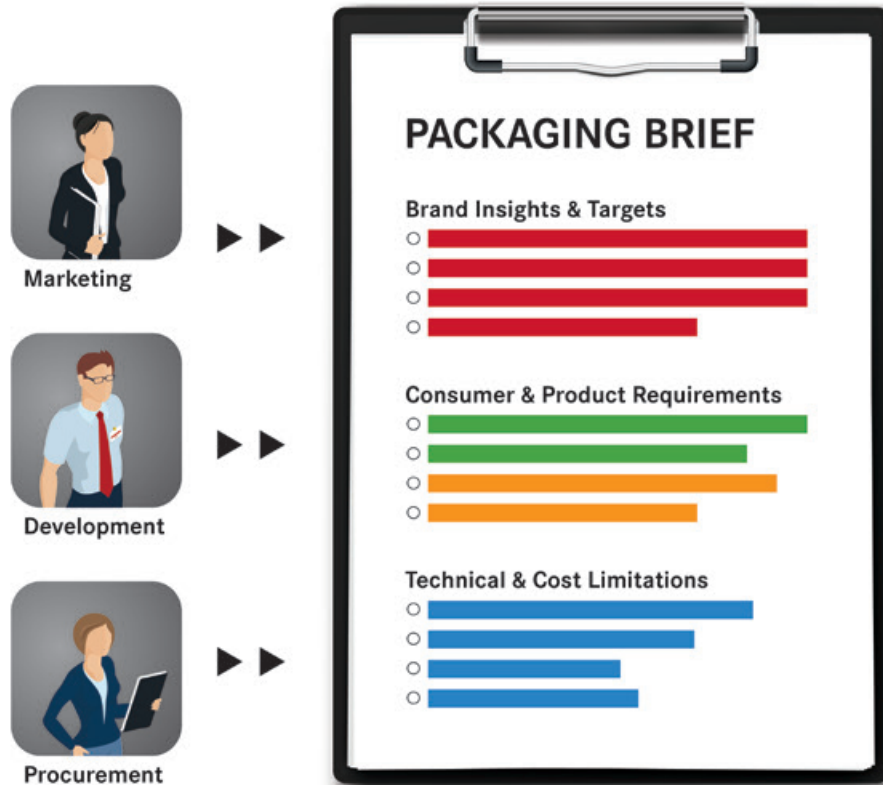 Marketing
Development
Procurement
PACKAGING BRIEF
Brand Insights & Targets
Consumer & Product Requirements
Technical & Cost Limitations